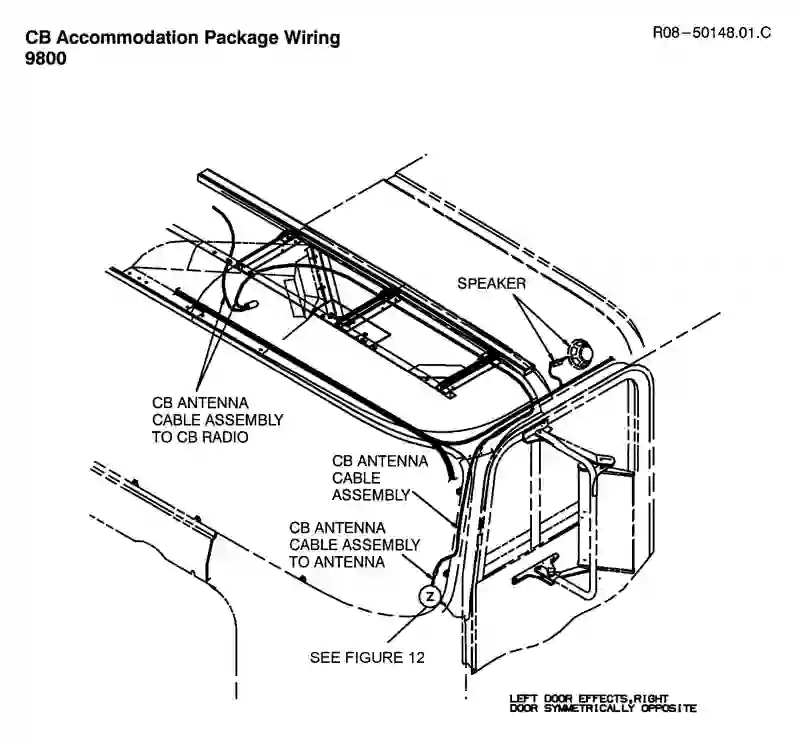 CB Accommodation Package Wiring
9800
R08-50148.01.C
SPEAKER
CB ANTENNA
CABLE ASSEMBLY
TO CB RADIO
CB ANTENNA
CABLE
ASSEMBLY
CB ANTENNA
CABLE ASSEMBLY
TO ANTENNA
Z
SEE FIGURE 12
LEFT DOOR EFFECTS,RIGHT
DOOR SYMMETRICALLY OPPOSITE